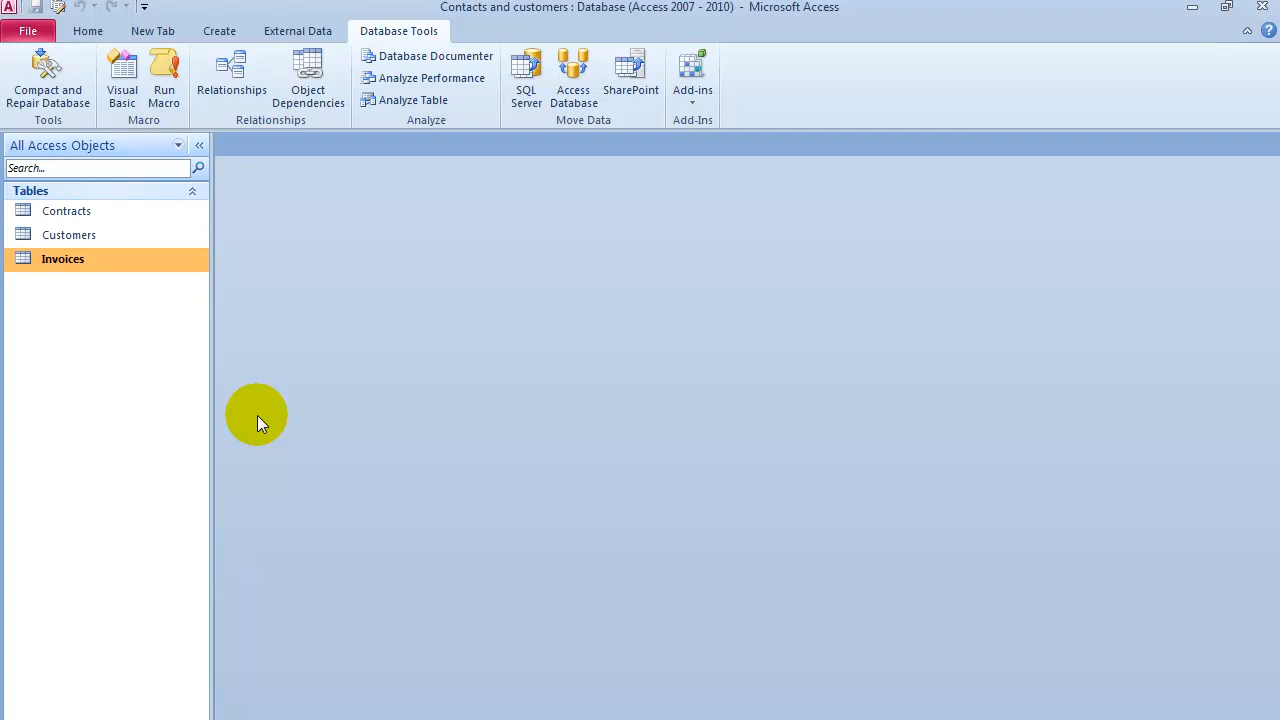 Contacts and customers : Database (Access 2007 - 2010) - Microsoft Access
File Home New Tab Create External Data Database Tools
Compact and Repair Database
Visual Basic
Run Macro
Relationships
Object Dependencies
Database Documenter
Analyze Performance
Analyze Table
SQL Server
Access Database
SharePoint
Add-ins
Tools Macro Relationships Analyze Move Data Add-Ins
All Access Objects
Search...
Tables
Contracts
Customers
Invoices